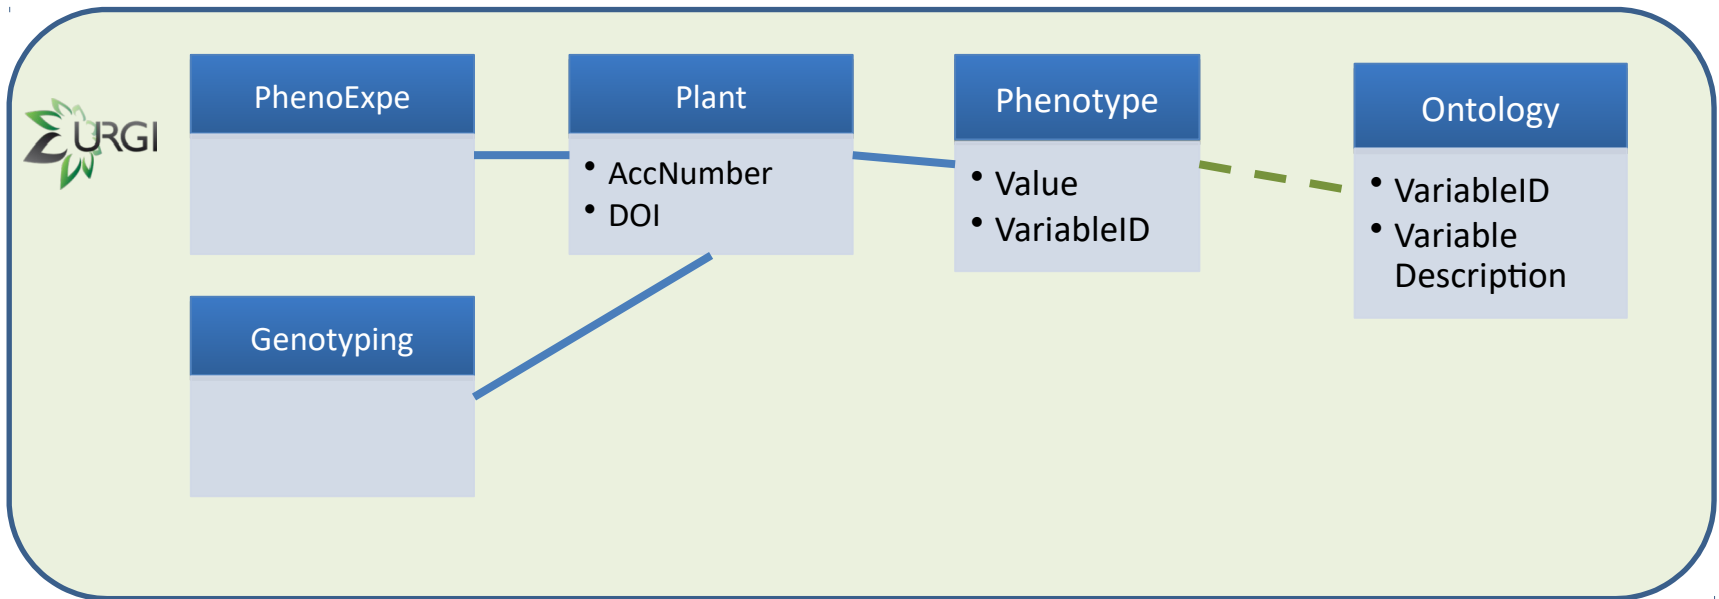 URGI
PhenoExpe
Plant
• AccNumber
• DOI
Phenotype
• Value
• VariableID
Ontology
• VariableID
• Variable
Description
Genotyping